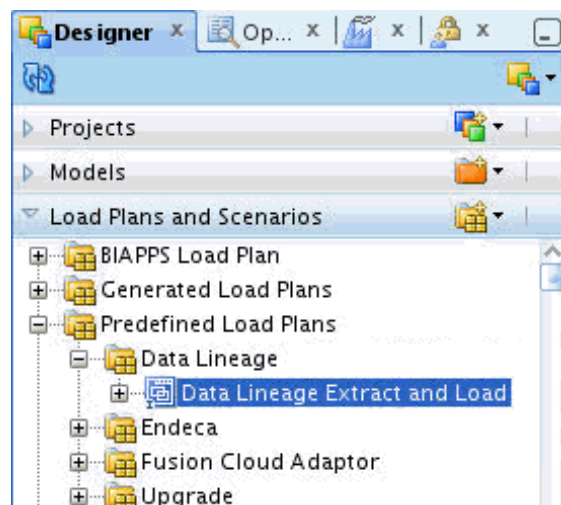 Designer Op...
Projects
Models
Load Plans and Scenarios
BIAPPS Load Plan
Generated Load Plans
Predefined Load Plans
Data Lineage
Data Lineage Extract and Load
Endeca
Fusion Cloud Adaptor
Upgrade